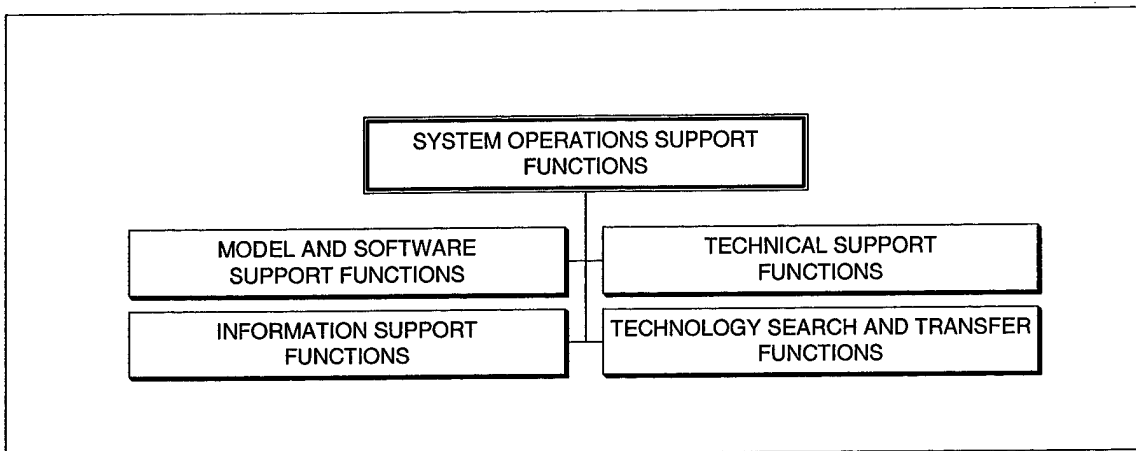 SYSTEM OPERATIONS SUPPORT
FUNCTIONS
MODEL AND SOFTWARE
SUPPORT FUNCTIONS
TECHNICAL SUPPORT
FUNCTIONS
INFORMATION SUPPORT
FUNCTIONS
TECHNOLOGY SEARCH AND TRANSFER
FUNCTIONS